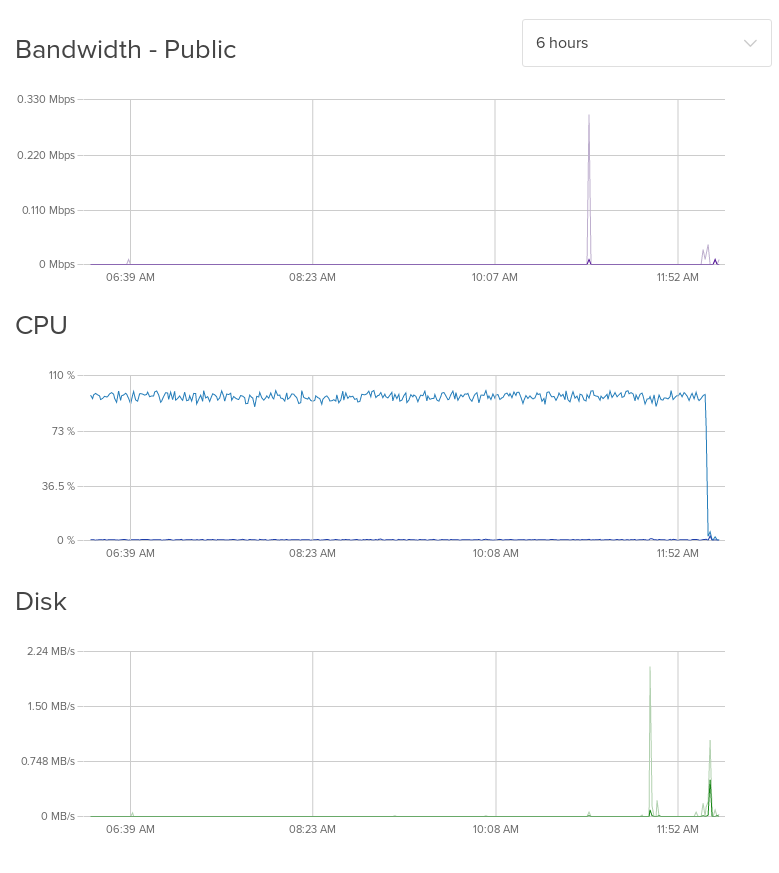 Bandwidth - Public
6 hours
0.330 Mbps
0.220 Mbps
0.110 Mbps
0 Mbps
06:39 AM 08:23 AM 10:07 AM 11:52 AM
CPU
110 %
73 %
36.5 %
0 %
06:39 AM 08:23 AM 10:08 AM 11:52 AM
Disk
2.24 MB/s
1.50 MB/s
0.748 MB/s
0 MB/s
06:39 AM 08:23 AM 10:08 AM 11:52 AM